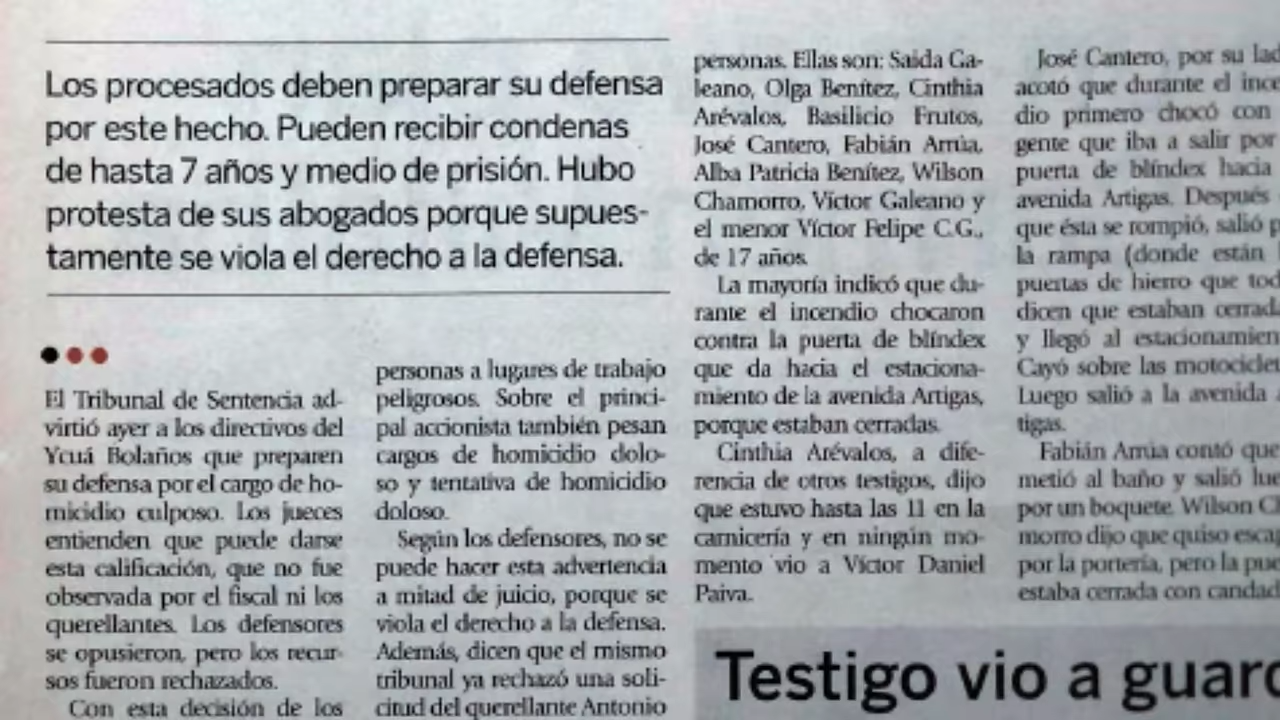 Los procesados deben preparar su defensa
por este hecho. Pueden recibir condenas
de hasta 7 años y medio de prisión. Hubo
protesta de sus abogados porque supues-
tamente se viola el derecho a la defensa.
El Tribunal de Sentencia ad-
virtió ayer a los directivos del
Ycuá Bolaños que preparen
su defensa por el cargo de ho-
micidio culposo. Los jueces
entienden que puede darse
esta calificación, que no fue
observada por el fiscal ni los
querellantes. Los defensores
se opusieron, pero los recur-
sos fueron rechazados.
Con esta decisión de los
personas a lugares de trabajo
peligrosos. Sobre el princi-
pal accionista también pesan
cargos de homicidio dolo-
so y tentativa de homicidio
doloso.
Según los defensores, no se
puede hacer esta advertencia
a mitad de juicio, porque se
viola el derecho a la defensa.
Además, dicen que el mismo
tribunal ya rechazó una soli-
citud del querellante Antonio
personas. Ellas son: Saida Ga-
leano, Olga Benítez, Cinthia
Arévalos, Basilicio Frutos,
José Cantero, Fabián Arrúa,
Alba Patricia Benítez, Wilson
Chamorro, Víctor Galeano y
el menor Víctor Felipe C.G.,
de 17 años.
La mayoría indicó que du-
rante el incendio chocaron
contra la puerta de blíndex
que da hacia el estaciona-
miento de la avenida Artigas,
porque estaban cerradas.
Cinthia Arévalos, a dife-
rencia de otros testigos, dijo
que estuvo hasta las 11 en la
carnicería y en ningún mo-
mento vio a Víctor Daniel
Paiva.
José Cantero, por su lad
acotó que durante el ince
dio primero chocó con
gente que iba a salir por
puerta de blíndex hacia
avenida Artigas. Después
que ésta se rompió, salió p
la rampa (donde están
puertas de hierro que tod
dicen que estaban cerrada
y llegó al estacionamien
Cayó sobre las motociclet
Luego salió a la avenida
tigas.
Fabián Arrúa contó que
metió al baño y salió lue
por un boquete. Wilson C
morro dijo que quiso esca
por la portería, pero la pue
estaba cerrada con candad
Testigo vio a guard